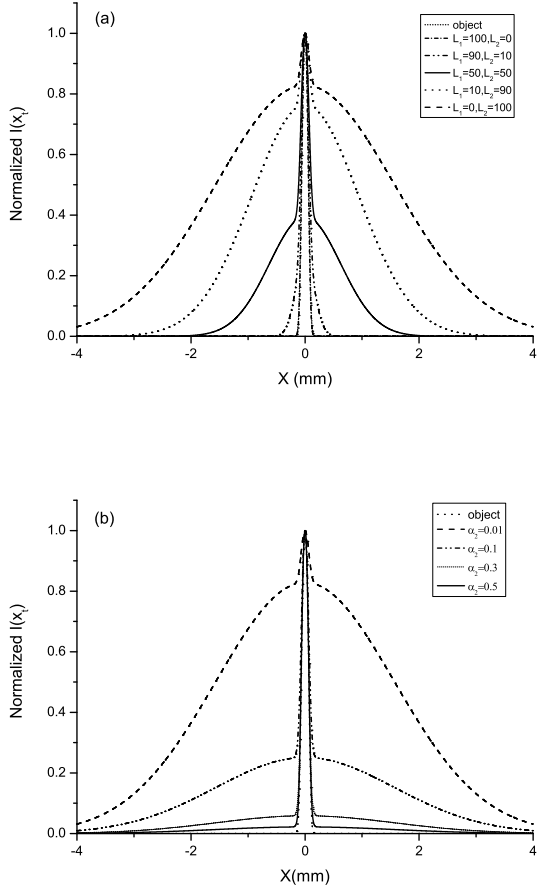 (a)
object
L₁=100,L₂=0
L₁=90,L₂=10
L₁=50,L₂=50
L₁=10,L₂=90
L₁=0,L₂=100
Normalized I(xₜ)
1.0
0.8
0.6
0.4
0.2
0.0
-4 -2 0 2 4
X (mm)
(b)
object
α₂=0.01
α₂=0.1
α₂=0.3
α₂=0.5
Normalized I(xₜ)
1.0
0.8
0.6
0.4
0.2
0.0
-4 -2 0 2 4
X(mm)